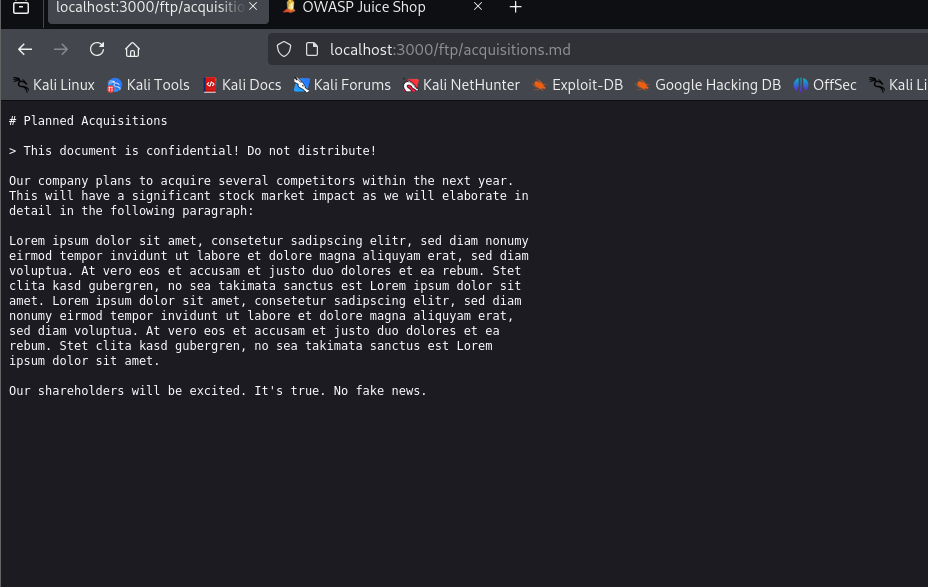 localhost:3000/ftp/acquisitio
OWASP Juice Shop
localhost:3000/ftp/acquisitions.md
Kali Linux Kali Tools Kali Docs Kali Forums Kali NetHunter Exploit-DB Google Hacking DB OffSec Kali Li
# Planned Acquisitions
> This document is confidential! Do not distribute!
Our company plans to acquire several competitors within the next year.
This will have a significant stock market impact as we will elaborate in
detail in the following paragraph:
Lorem ipsum dolor sit amet, consetetur sadipscing elitr, sed diam nonumy
eirmod tempor invidunt ut labore et dolore magna aliquyam erat, sed diam
voluptua. At vero eos et accusam et justo duo dolores et ea rebum. Stet
clita kasd gubergren, no sea takimata sanctus est Lorem ipsum dolor sit
amet. Lorem ipsum dolor sit amet, consetetur sadipscing elitr, sed diam
nonumy eirmod tempor invidunt ut labore et dolore magna aliquyam erat,
sed diam voluptua. At vero eos et accusam et justo duo dolores et ea
rebum. Stet clita kasd gubergren, no sea takimata sanctus est Lorem
ipsum dolor sit amet.
Our shareholders will be excited. It's true. No fake news.